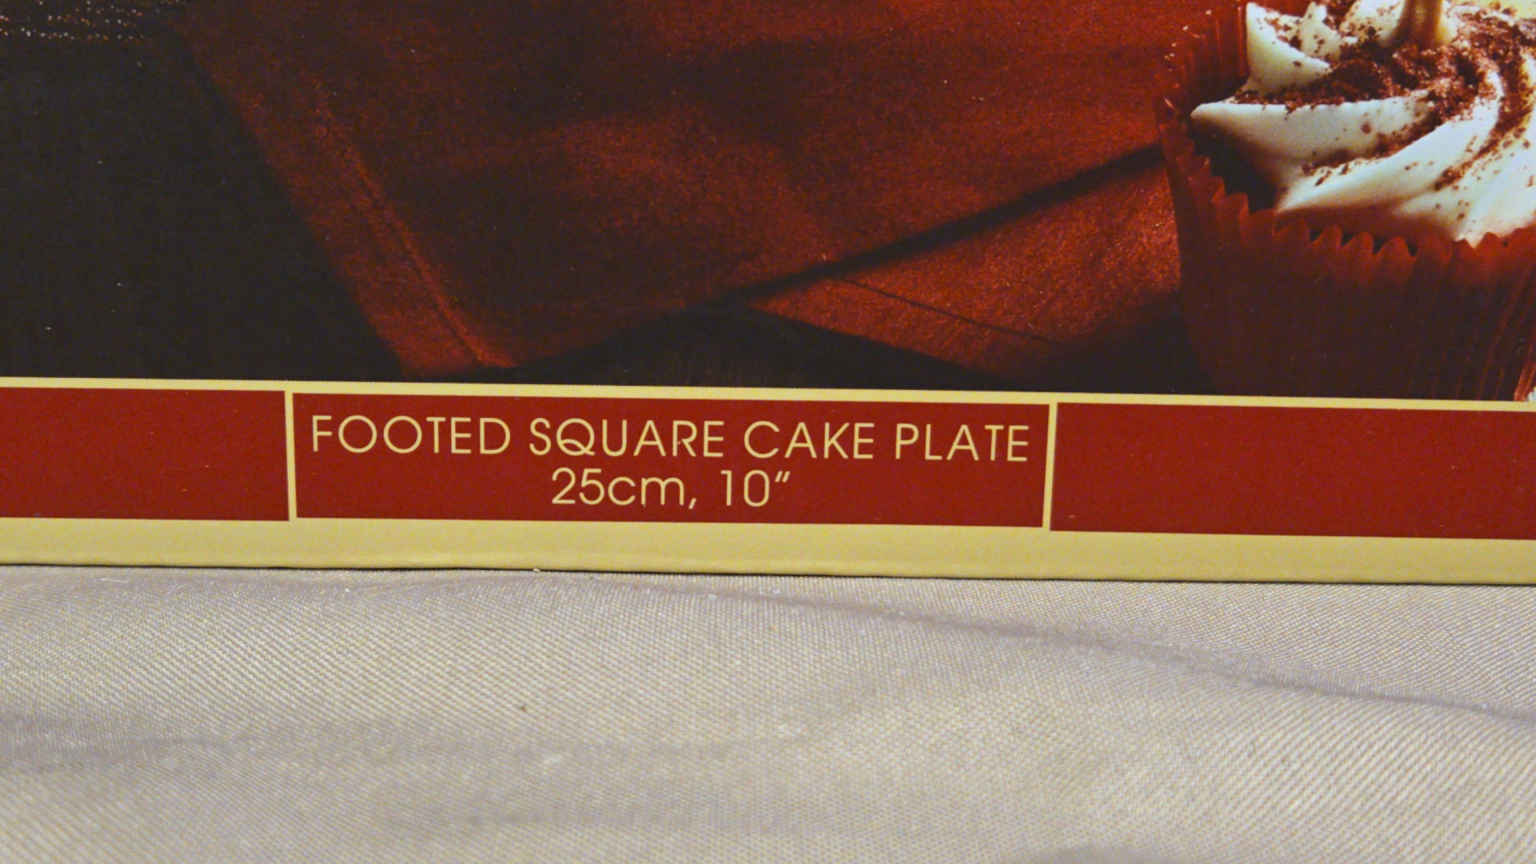 FOOTED SQUARE CAKE PLATE
25cm, 10”